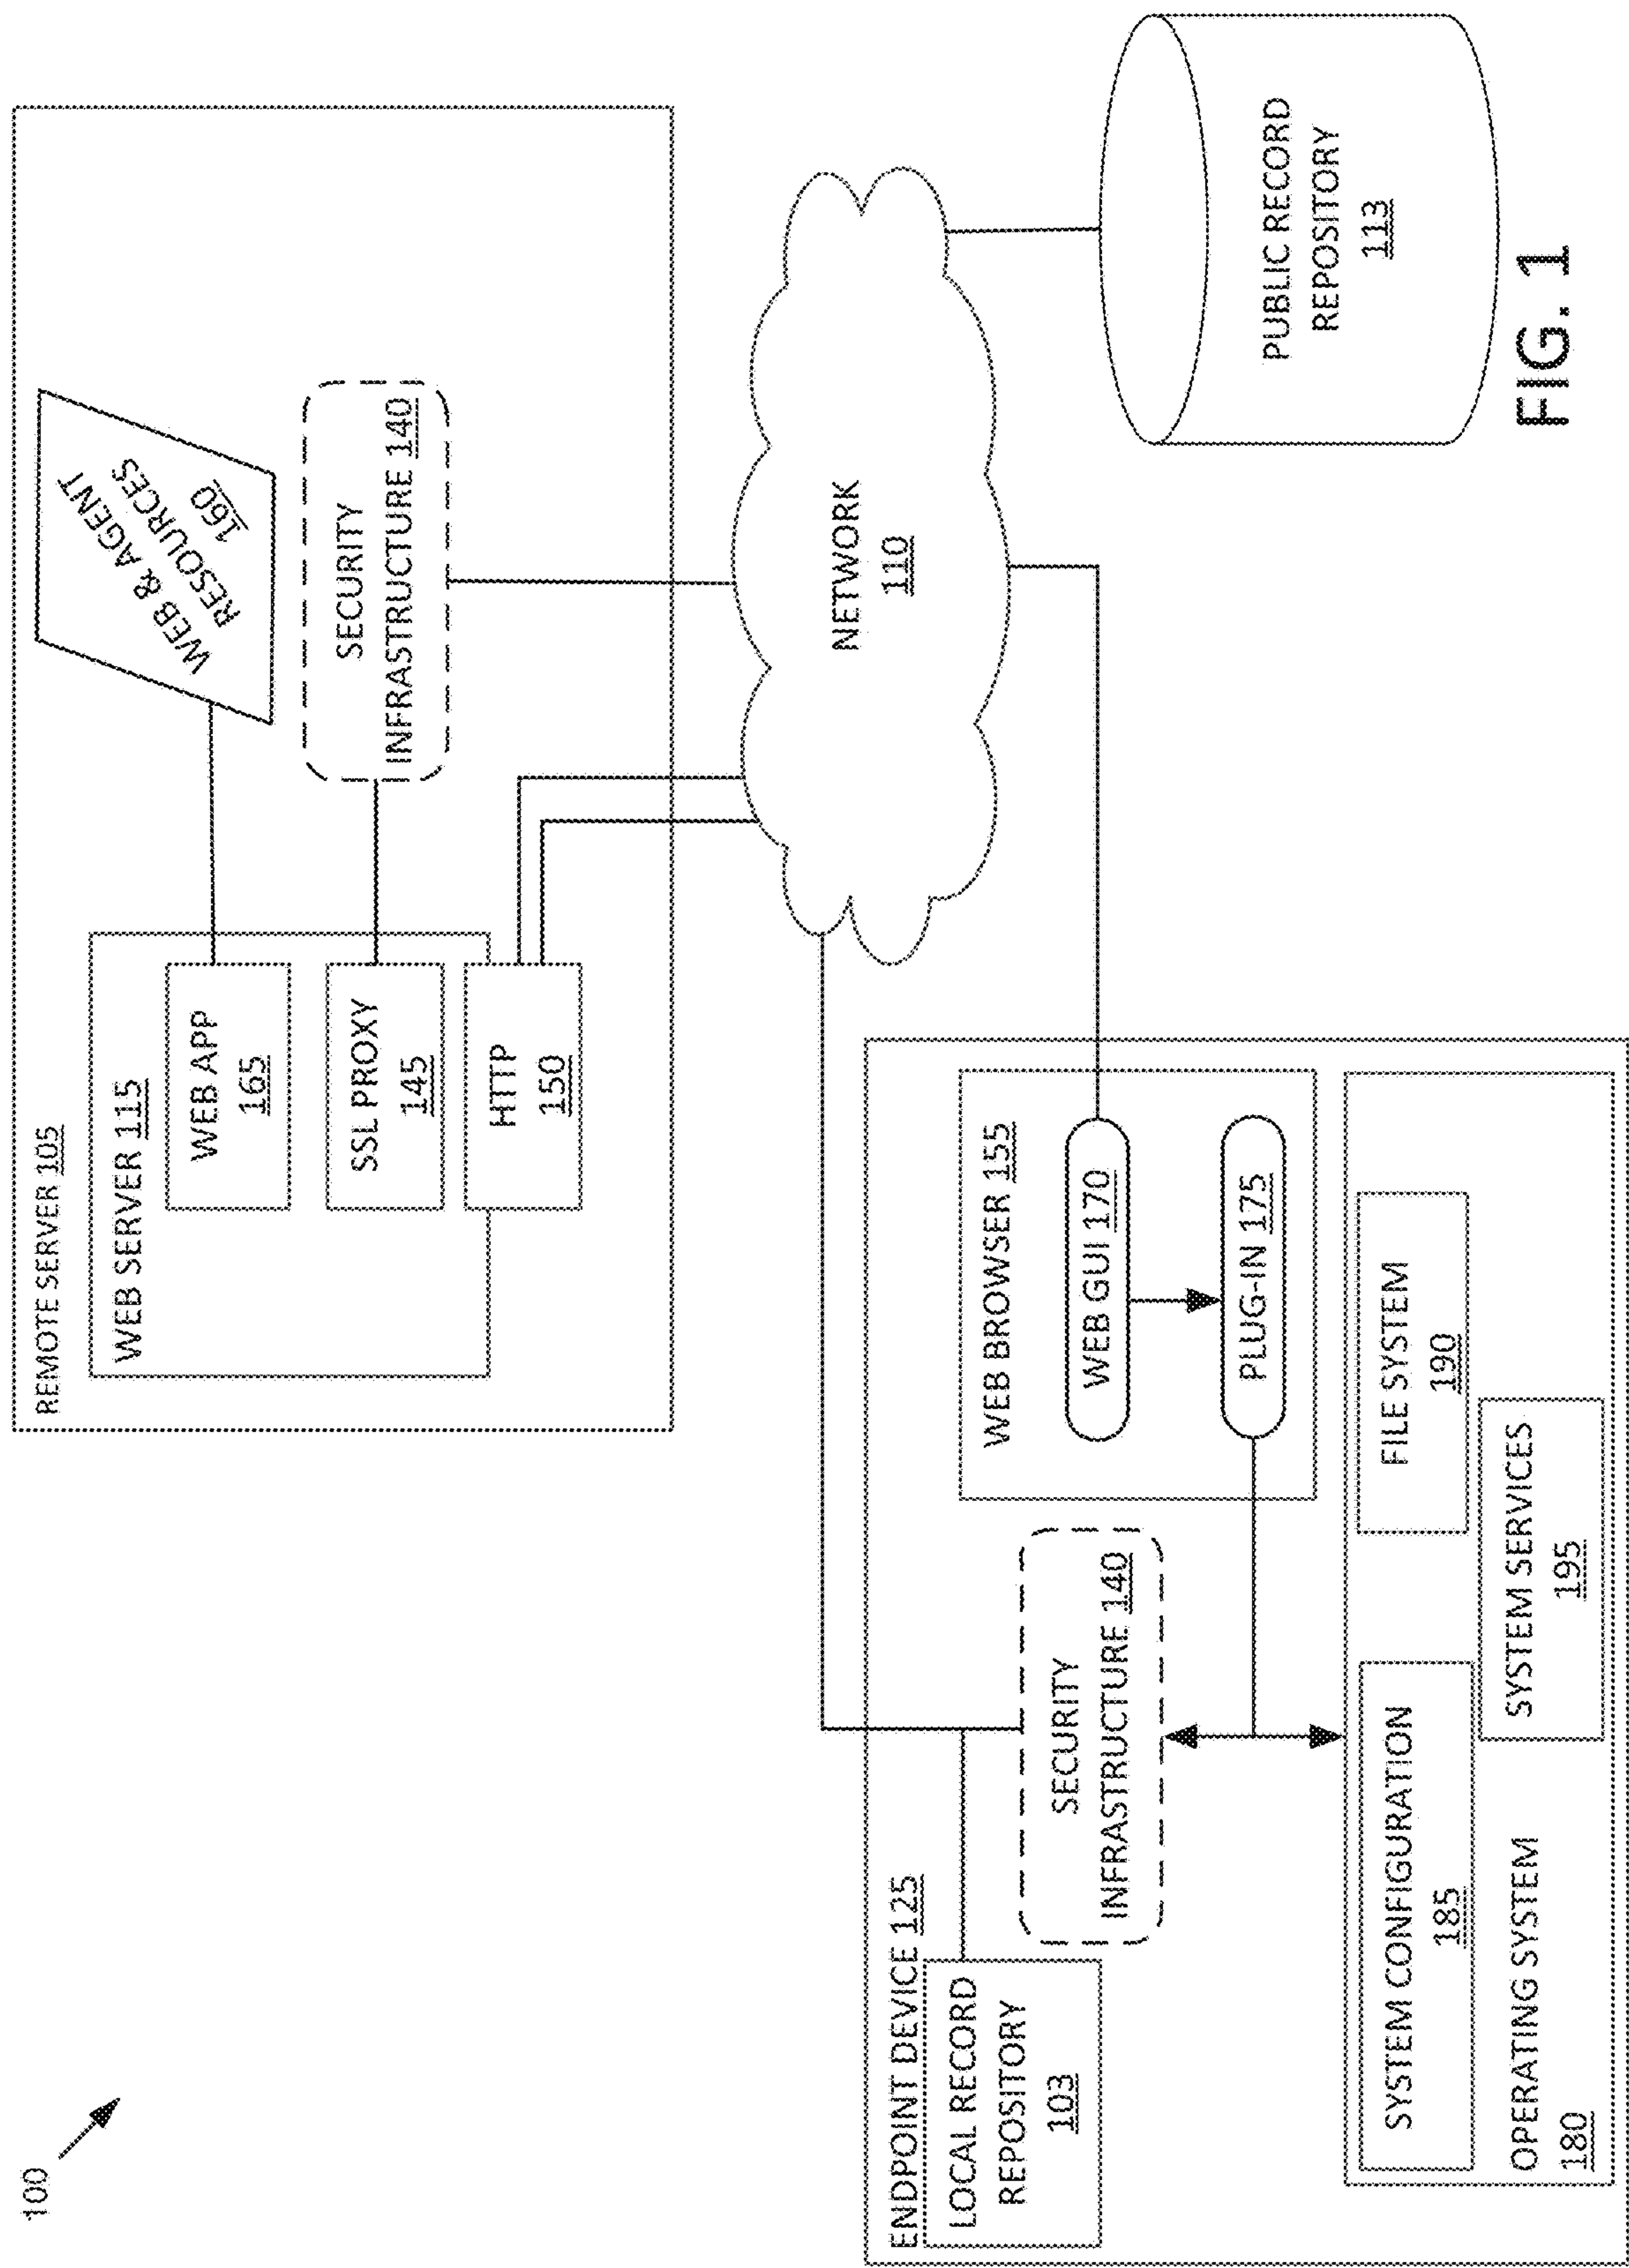 100
REMOTE SERVER 105
WEB SERVER 115
WEB APP
165
SSL PROXY
145
HTTP
150
WEB & AGENT
RESOURCES
160
SECURITY
INFRASTRUCTURE 140
NETWORK
110
PUBLIC RECORD
REPOSITORY
113
ENDPOINT DEVICE 125
LOCAL RECORD
REPOSITORY
103
SECURITY
INFRASTRUCTURE 140
WEB BROWSER 155
WEB GUI 170
PLUG-IN 175
SYSTEM CONFIGURATION
185
FILE SYSTEM
190
SYSTEM SERVICES
195
OPERATING SYSTEM
180
FIG. 1